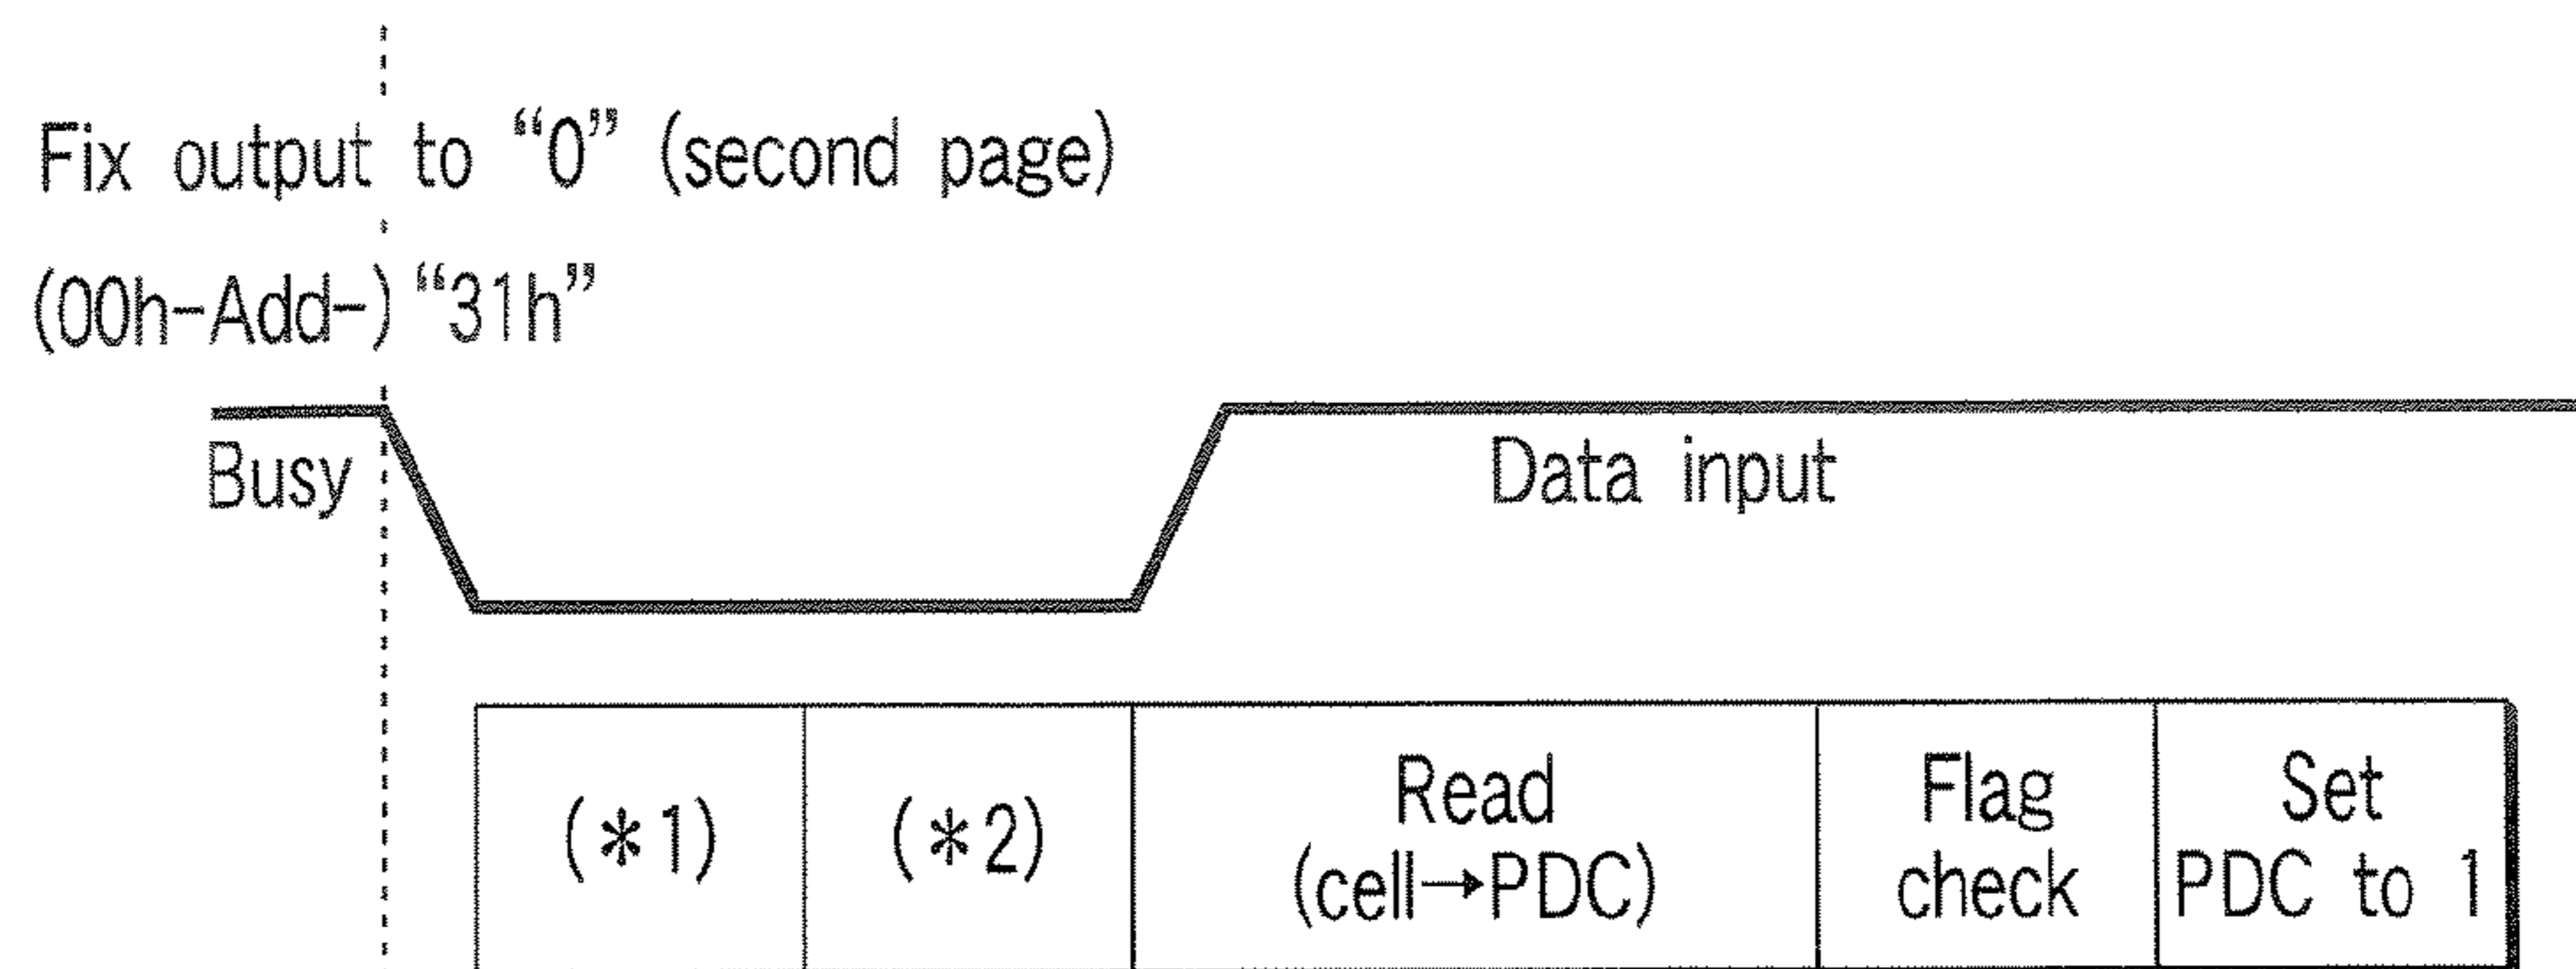 Fix output to “0” (second page)
(00h-Add-) “31h”
Busy
Data input
(*1)
(*2)
Read
(cell→PDC)
Flag
check
Set
PDC to 1